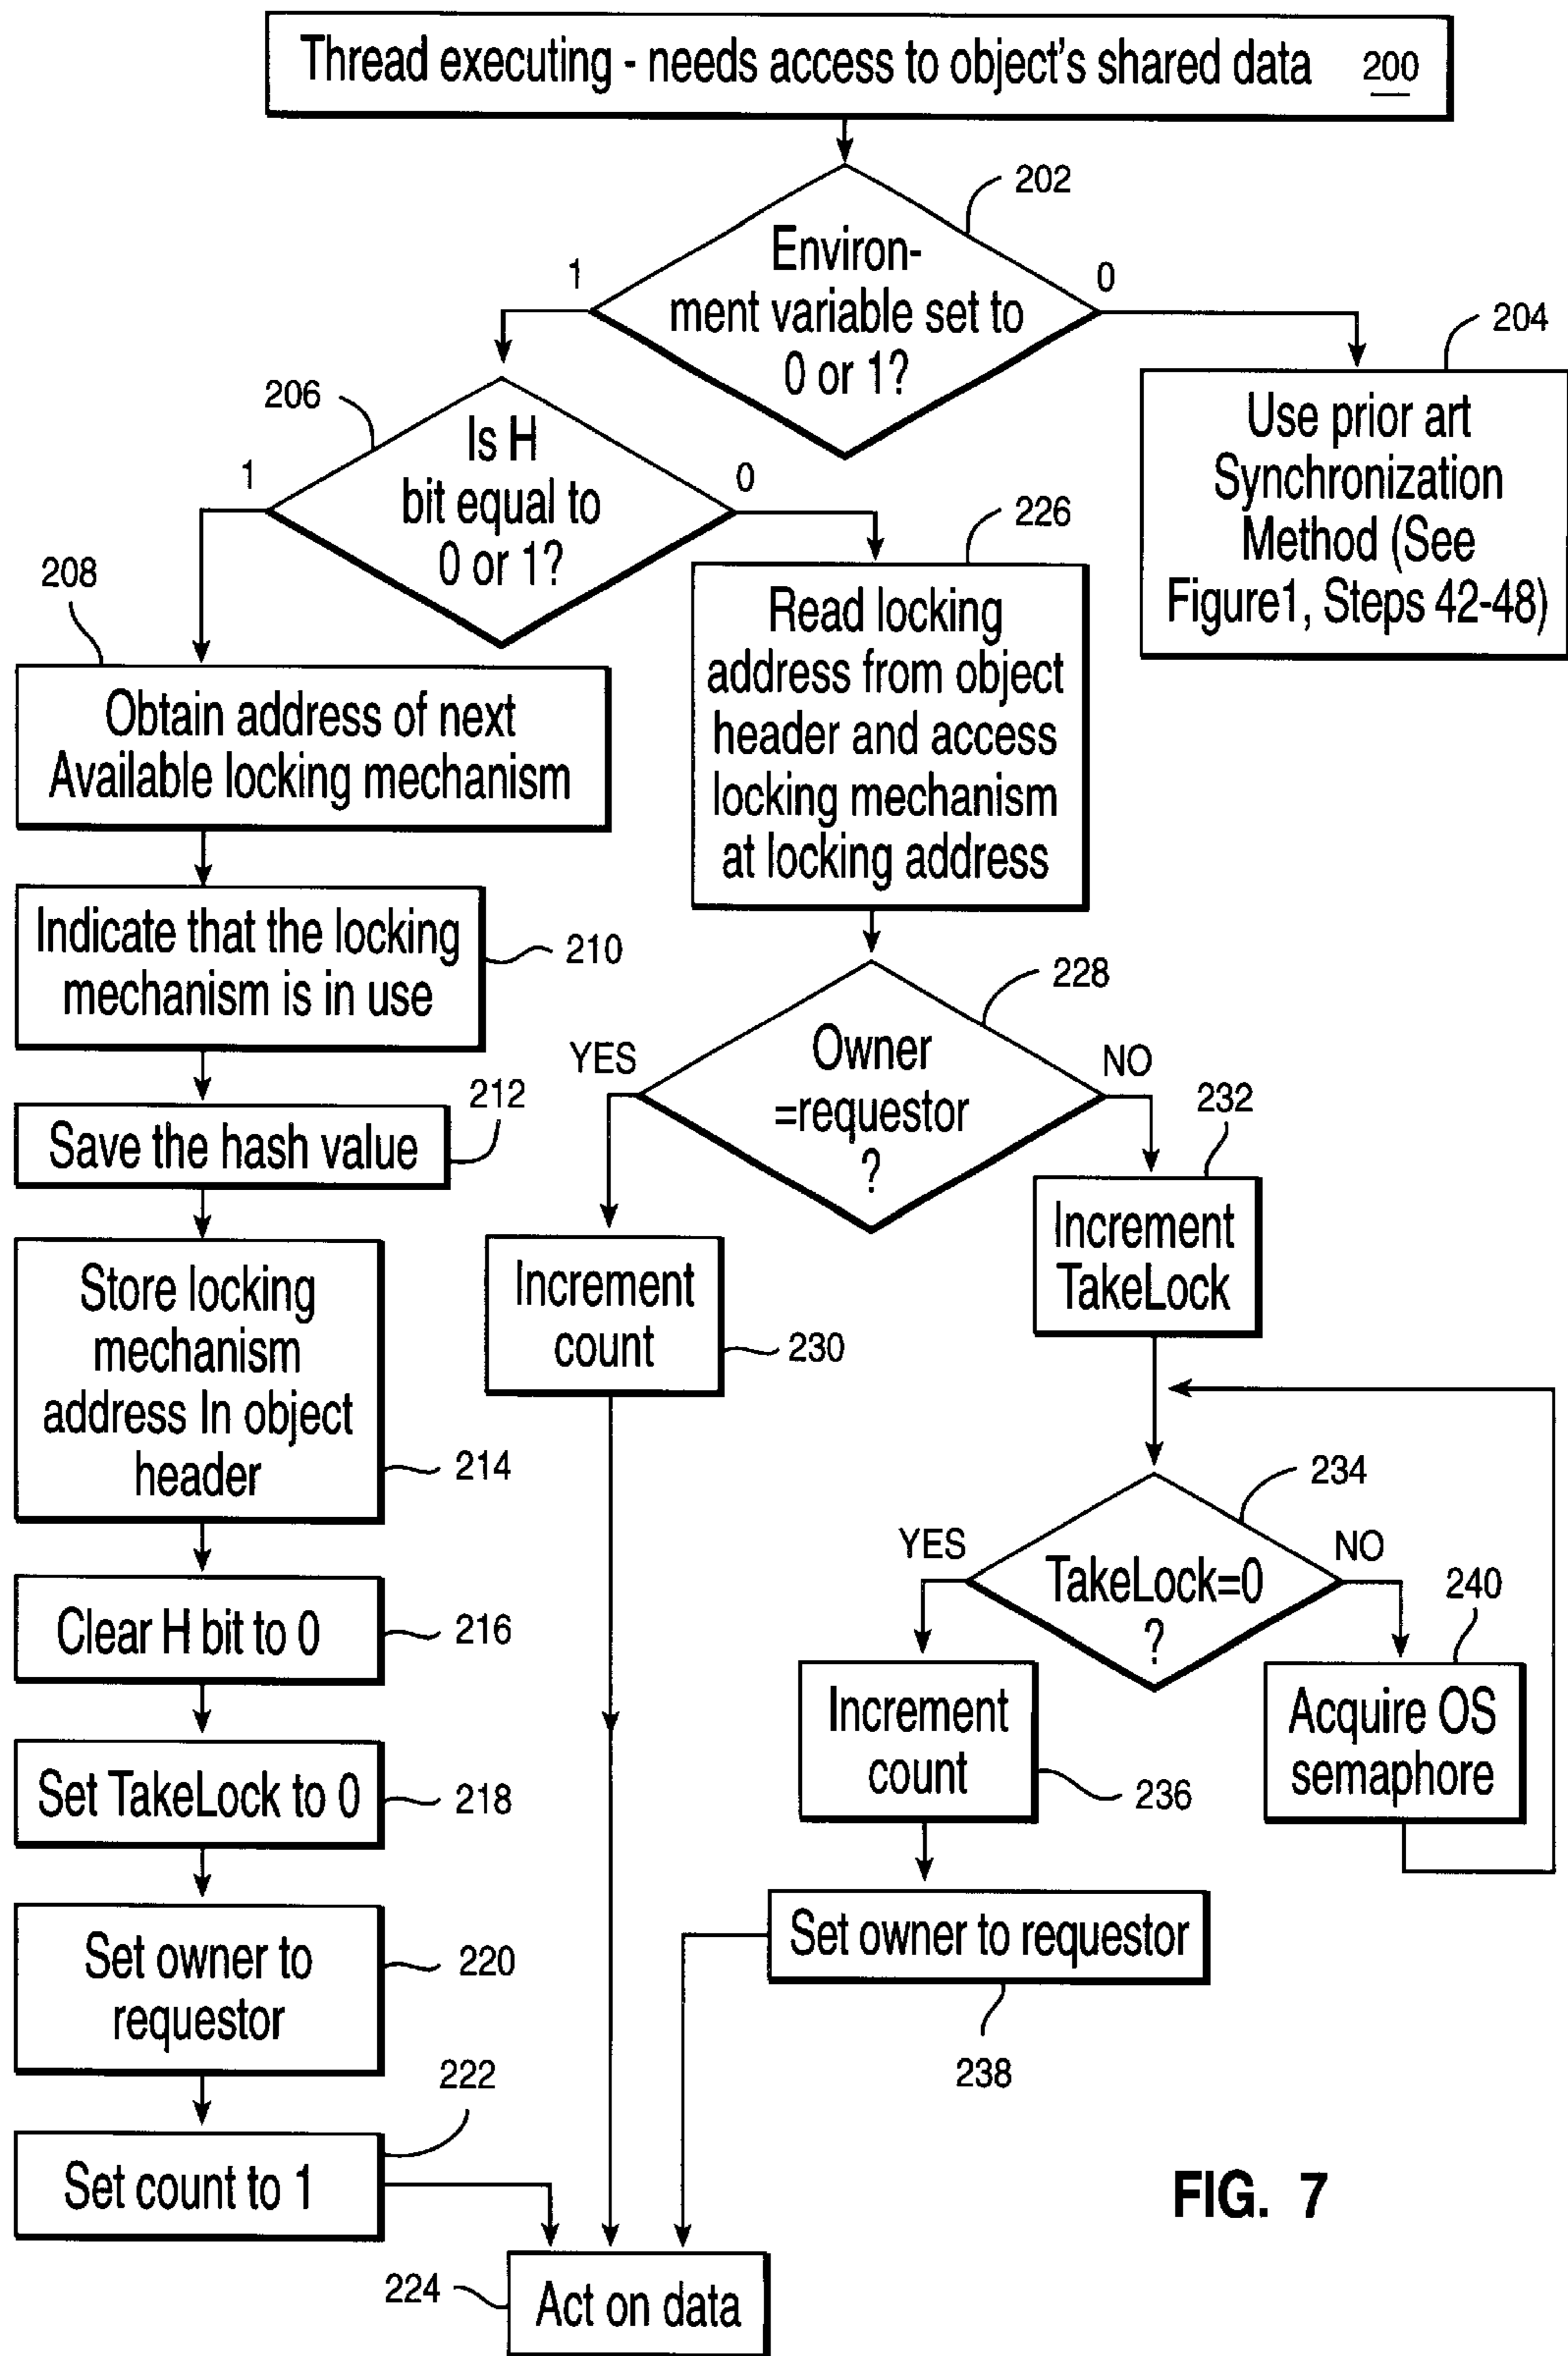 Thread executing - needs access to object's shared data 200
202
Environ-
ment variable set to
0 or 1?
1
0
204
Use prior art
Synchronization
Method (See
Figure1, Steps 42-48)
206
Is H
bit equal to
0 or 1?
1
0
208
Obtain address of next
Available locking mechanism
226
Read locking
address from object
header and access
locking mechanism
at locking address
Indicate that the locking
mechanism is in use
210
228
Owner
=requestor
?
YES
NO
212
Save the hash value
232
Increment
TakeLock
Increment
count
230
Store locking
mechanism
address In object
header
214
234
TakeLock=0
?
YES
NO
240
Acquire OS
semaphore
Clear H bit to 0
216
Increment
count
236
Set TakeLock to 0
218
Set owner to requestor
238
Set owner to
requestor
220
222
Set count to 1
224
Act on data
FIG. 7